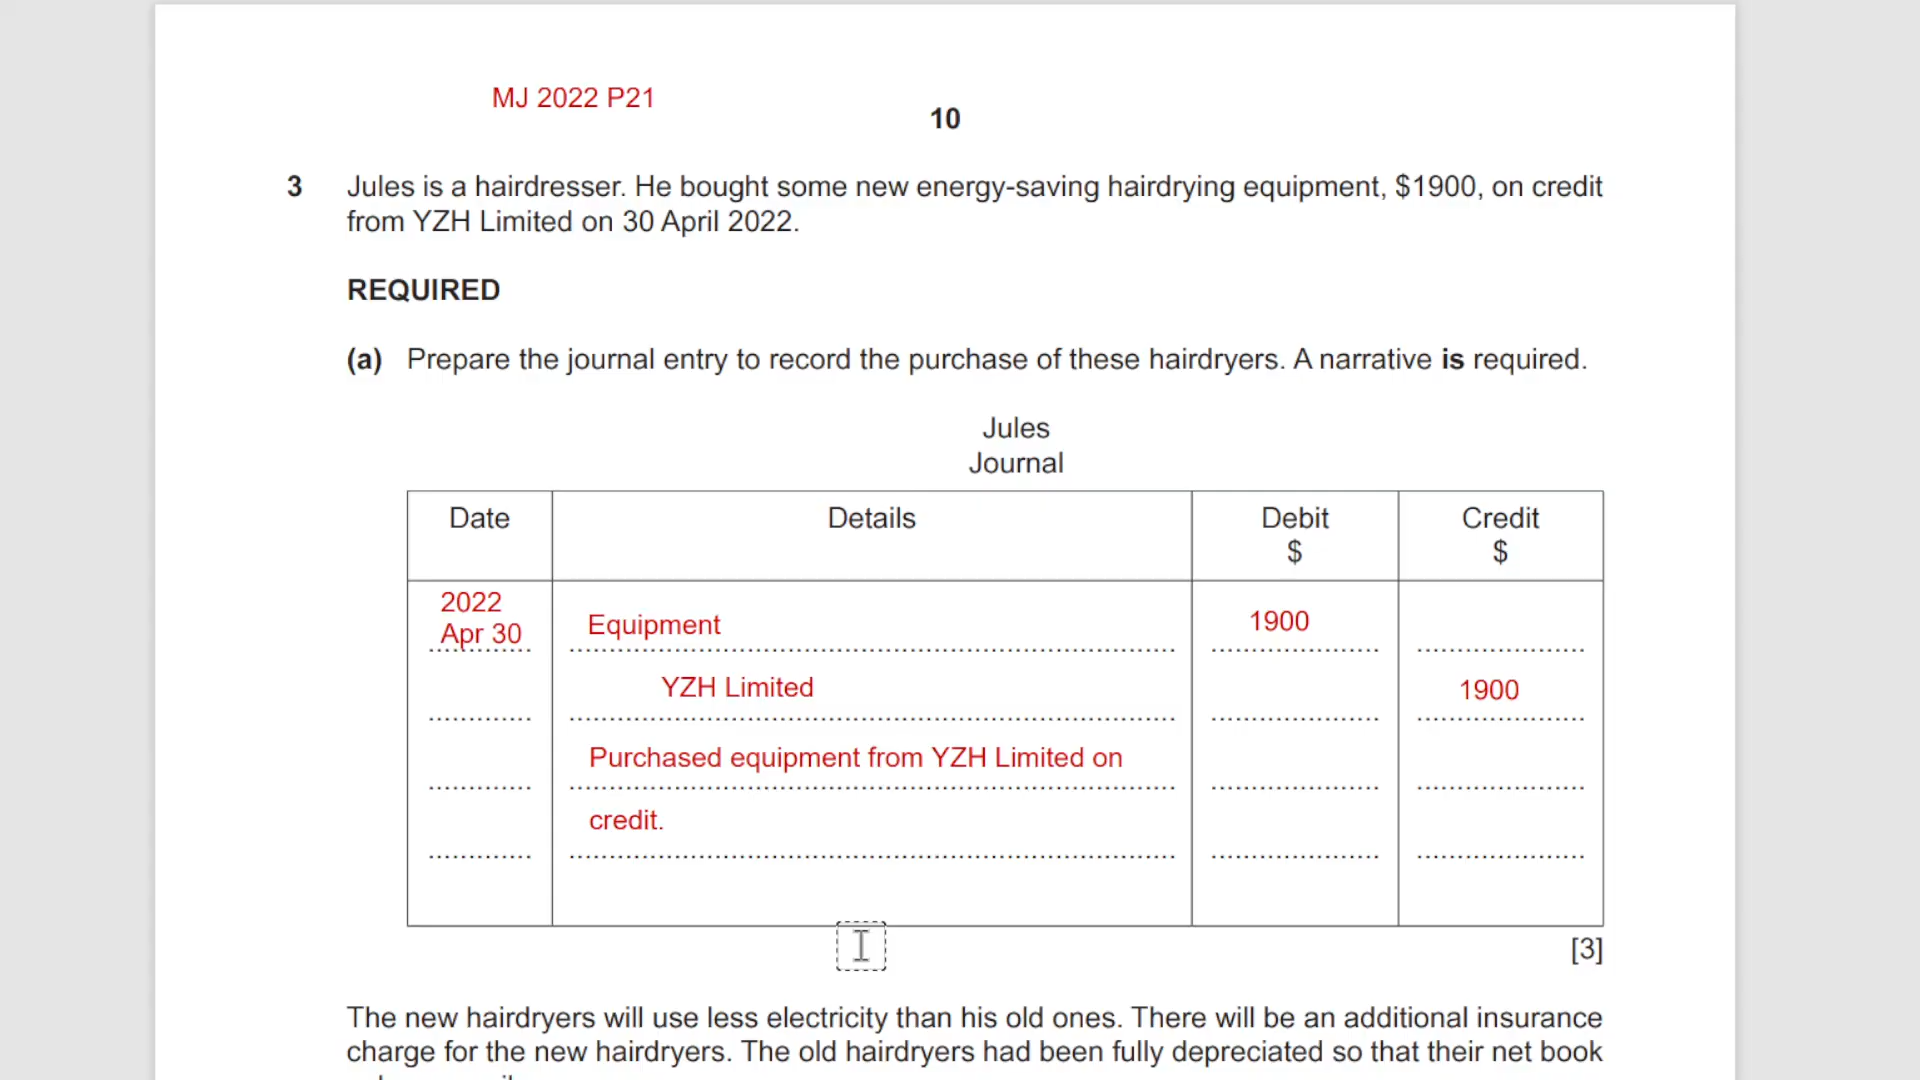 MJ 2022 P21
10
3 Jules is a hairdresser. He bought some new energy-saving hairdrying equipment, $1900, on credit
from YZH Limited on 30 April 2022.
REQUIRED
(a) Prepare the journal entry to record the purchase of these hairdryers. A narrative is required.
Jules
Journal
Date Details Debit Credit
$ $
2022
Apr 30 Equipment 1900
YZH Limited 1900
Purchased equipment from YZH Limited on
credit.
[3]
The new hairdryers will use less electricity than his old ones. There will be an additional insurance
charge for the new hairdryers. The old hairdryers had been fully depreciated so that their net book